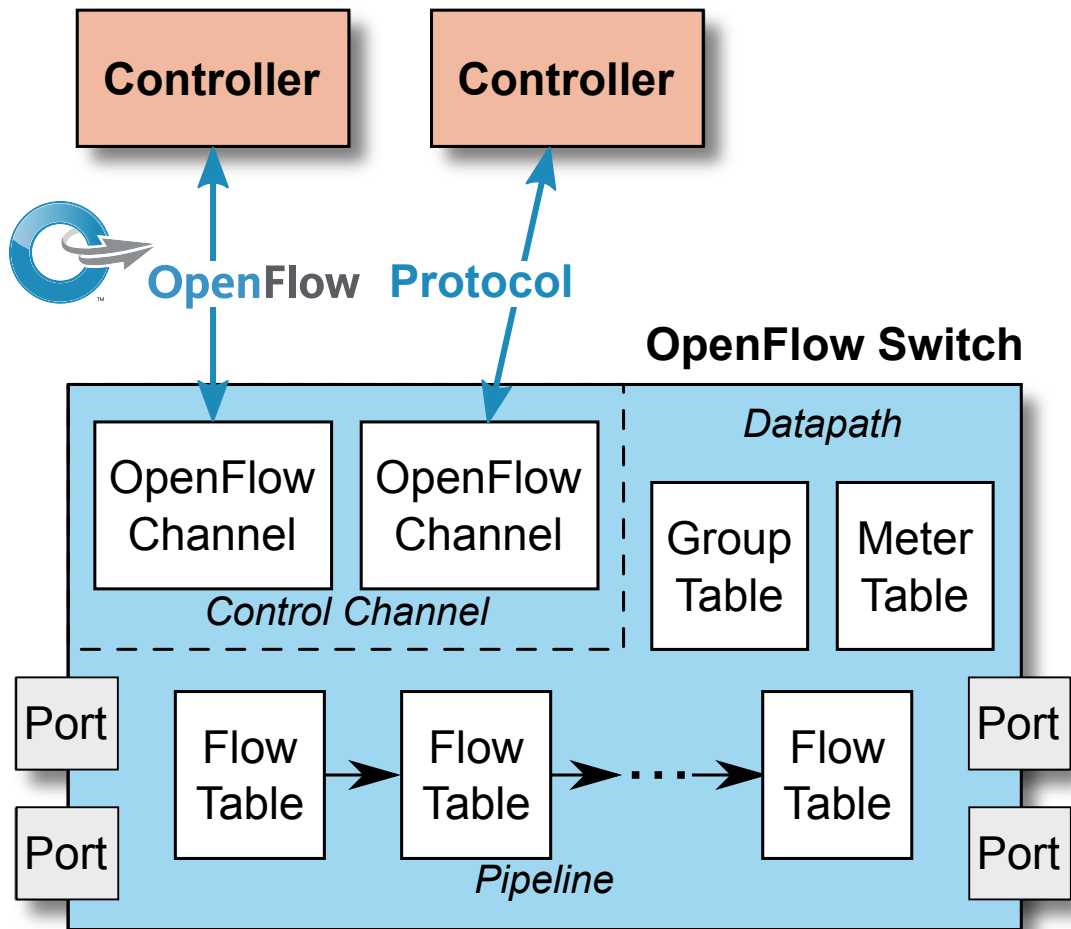 Controller
Controller
OpenFlow
™
Protocol
OpenFlow Switch
Datapath
OpenFlow
Channel
OpenFlow
Channel
Control Channel
Group
Table
Meter
Table
Port
Port
Flow
Table
Flow
Table
...
Flow
Table
Port
Port
Pipeline